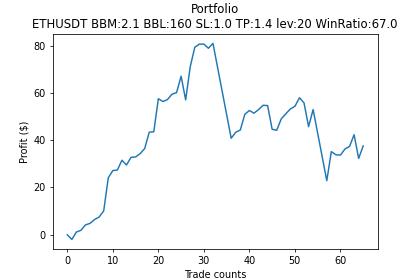 Portfolio
ETHUSDT BBM:2.1 BBL:160 SL:1.0 TP:1.4 lev:20 WinRatio:67.0
80
60
40
20
0
Profit ($)
0 10 20 30 40 50 60
Trade counts